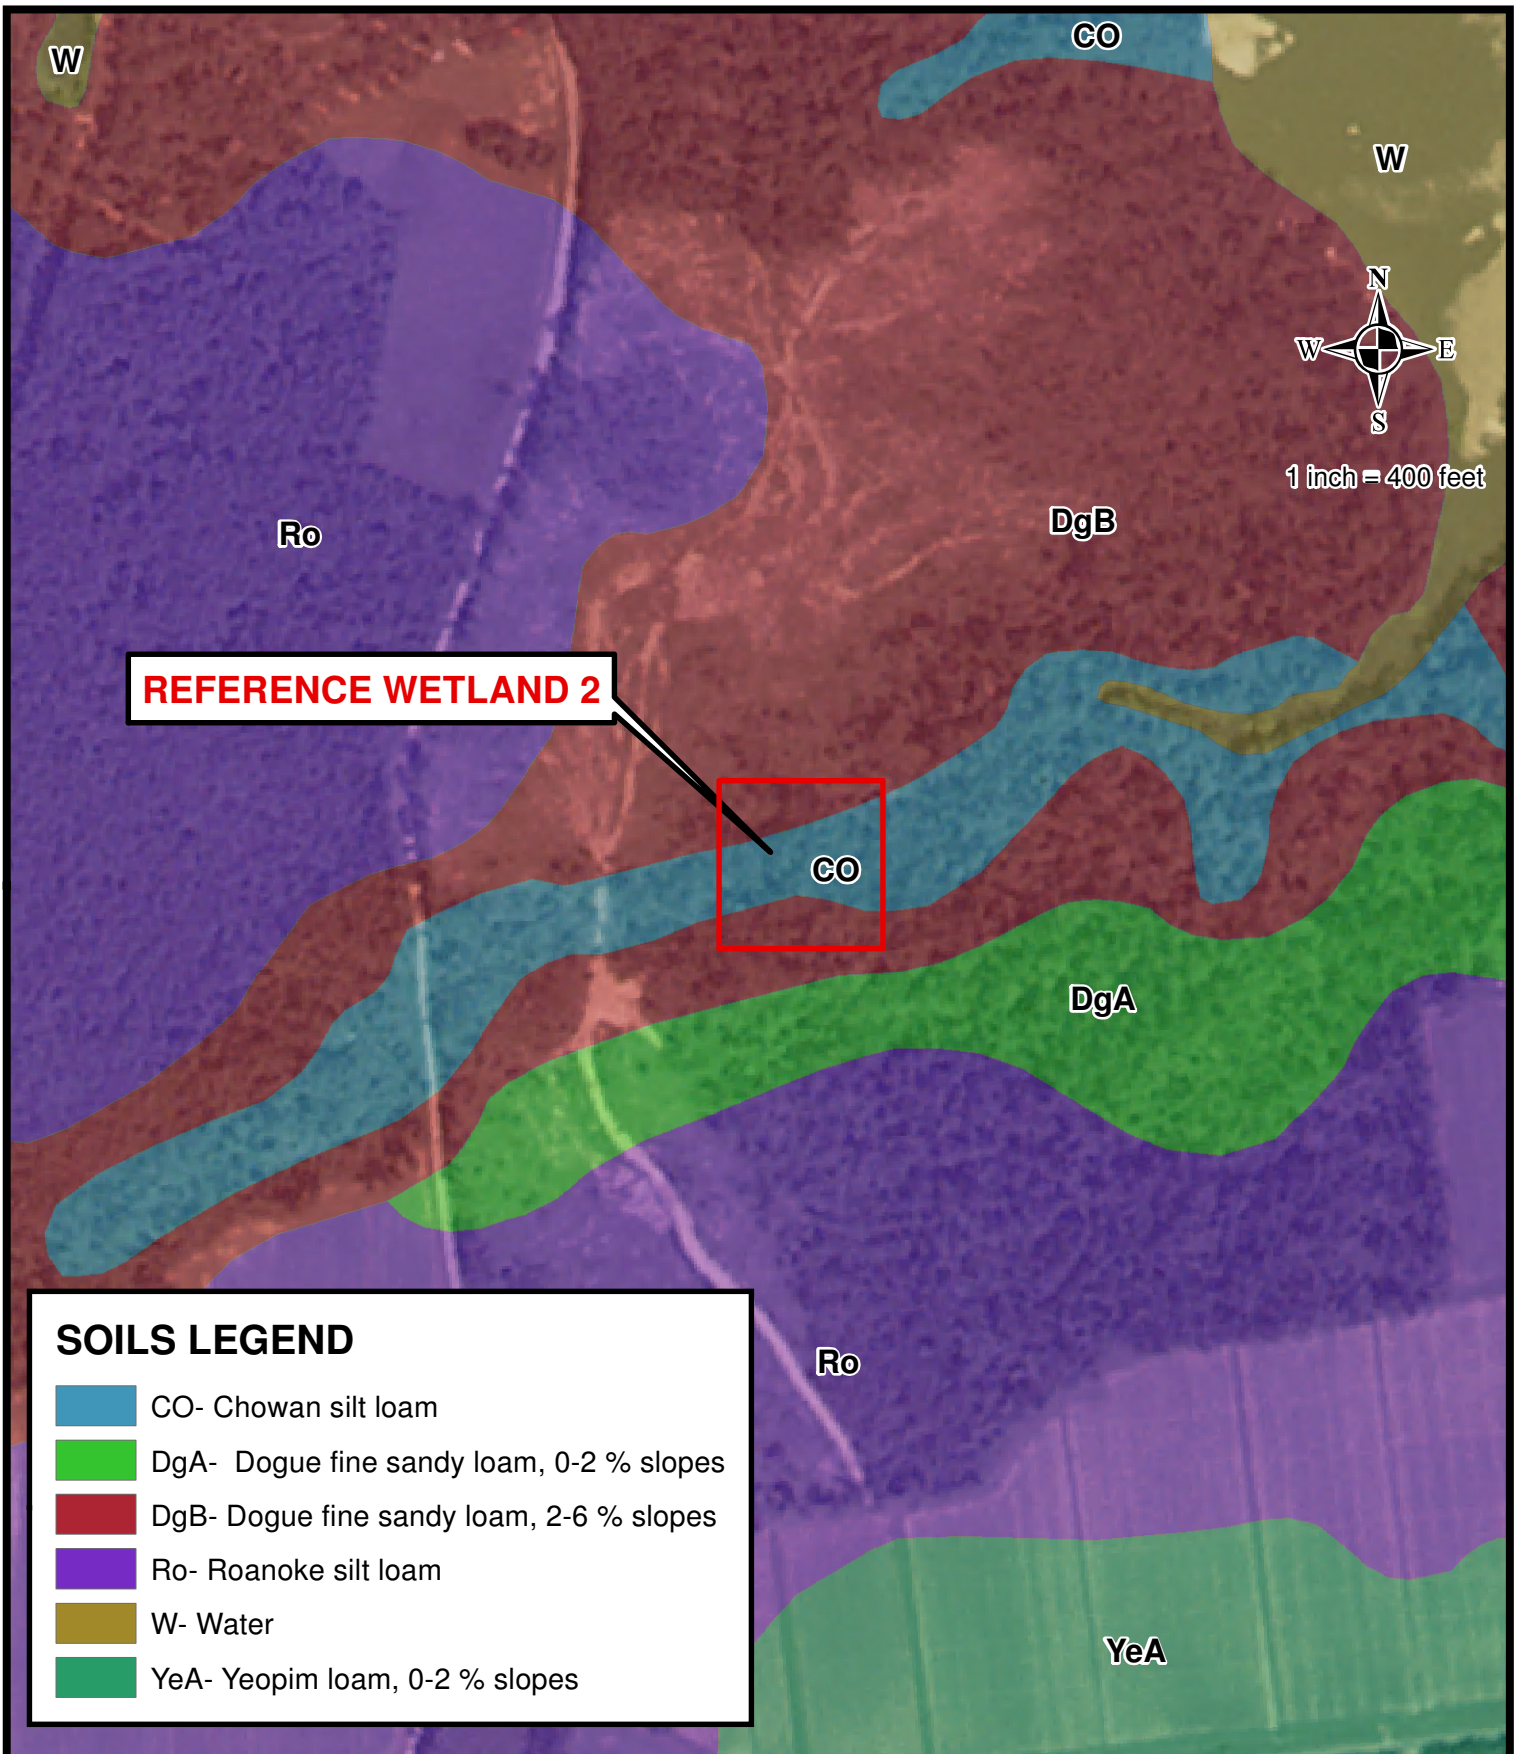 CO
W
W
N
W E
S
1 inch = 400 feet
DgB
Ro
REFERENCE WETLAND 2
CO
DgA
SOILS LEGEND
Ro
CO- Chowan silt loam
DgA- Dogue fine sandy loam, 0-2 % slopes
DgB- Dogue fine sandy loam, 2-6 % slopes
Ro- Roanoke silt loam
W- Water
YeA- Yeopim loam, 0-2 % slopes
YeA